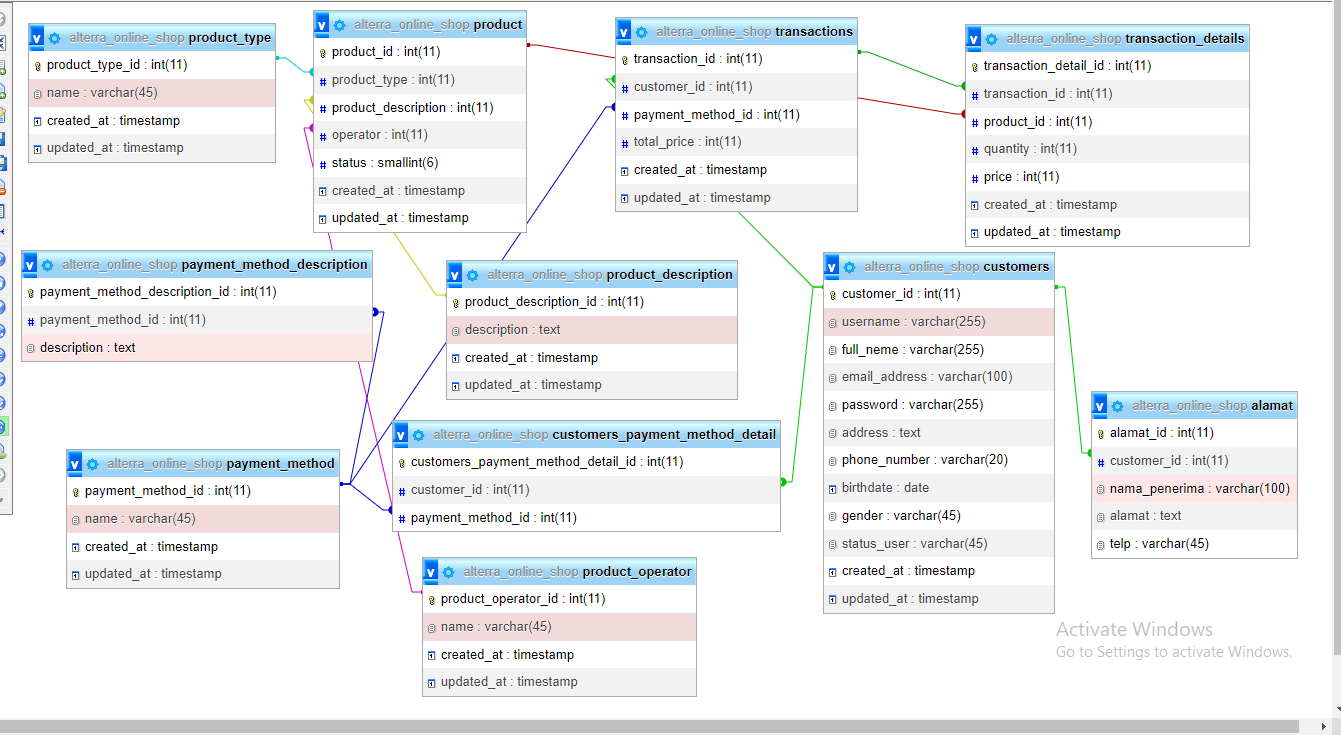 alterra_online_shop product_type
product_type_id : int(11)
name : varchar(45)
created_at : timestamp
updated_at : timestamp
alterra_online_shop product
product_id : int(11)
product_type : int(11)
product_description : int(11)
operator : int(11)
status : smallint(6)
created_at : timestamp
updated_at : timestamp
alterra_online_shop transactions
transaction_id : int(11)
customer_id : int(11)
payment_method_id : int(11)
total_price : int(11)
created_at : timestamp
updated_at : timestamp
alterra_online_shop transaction_details
transaction_detail_id : int(11)
transaction_id : int(11)
product_id : int(11)
quantity : int(11)
price : int(11)
created_at : timestamp
updated_at : timestamp
alterra_online_shop payment_method_description
payment_method_description_id : int(11)
payment_method_id : int(11)
description : text
alterra_online_shop product_description
product_description_id : int(11)
description : text
created_at : timestamp
updated_at : timestamp
alterra_online_shop customers
customer_id : int(11)
username : varchar(255)
full_neme : varchar(255)
email_address : varchar(100)
password : varchar(255)
address : text
phone_number : varchar(20)
birthdate : date
gender : varchar(45)
status_user : varchar(45)
created_at : timestamp
updated_at : timestamp
alterra_online_shop alamat
alamat_id : int(11)
customer_id : int(11)
nama_penerima : varchar(100)
alamat : text
telp : varchar(45)
alterra_online_shop payment_method
payment_method_id : int(11)
name : varchar(45)
created_at : timestamp
updated_at : timestamp
alterra_online_shop customers_payment_method_detail
customers_payment_method_detail_id : int(11)
customer_id : int(11)
payment_method_id : int(11)
alterra_online_shop product_operator
product_operator_id : int(11)
name : varchar(45)
created_at : timestamp
updated_at : timestamp
Activate Windows
Go to Settings to activate Windows.